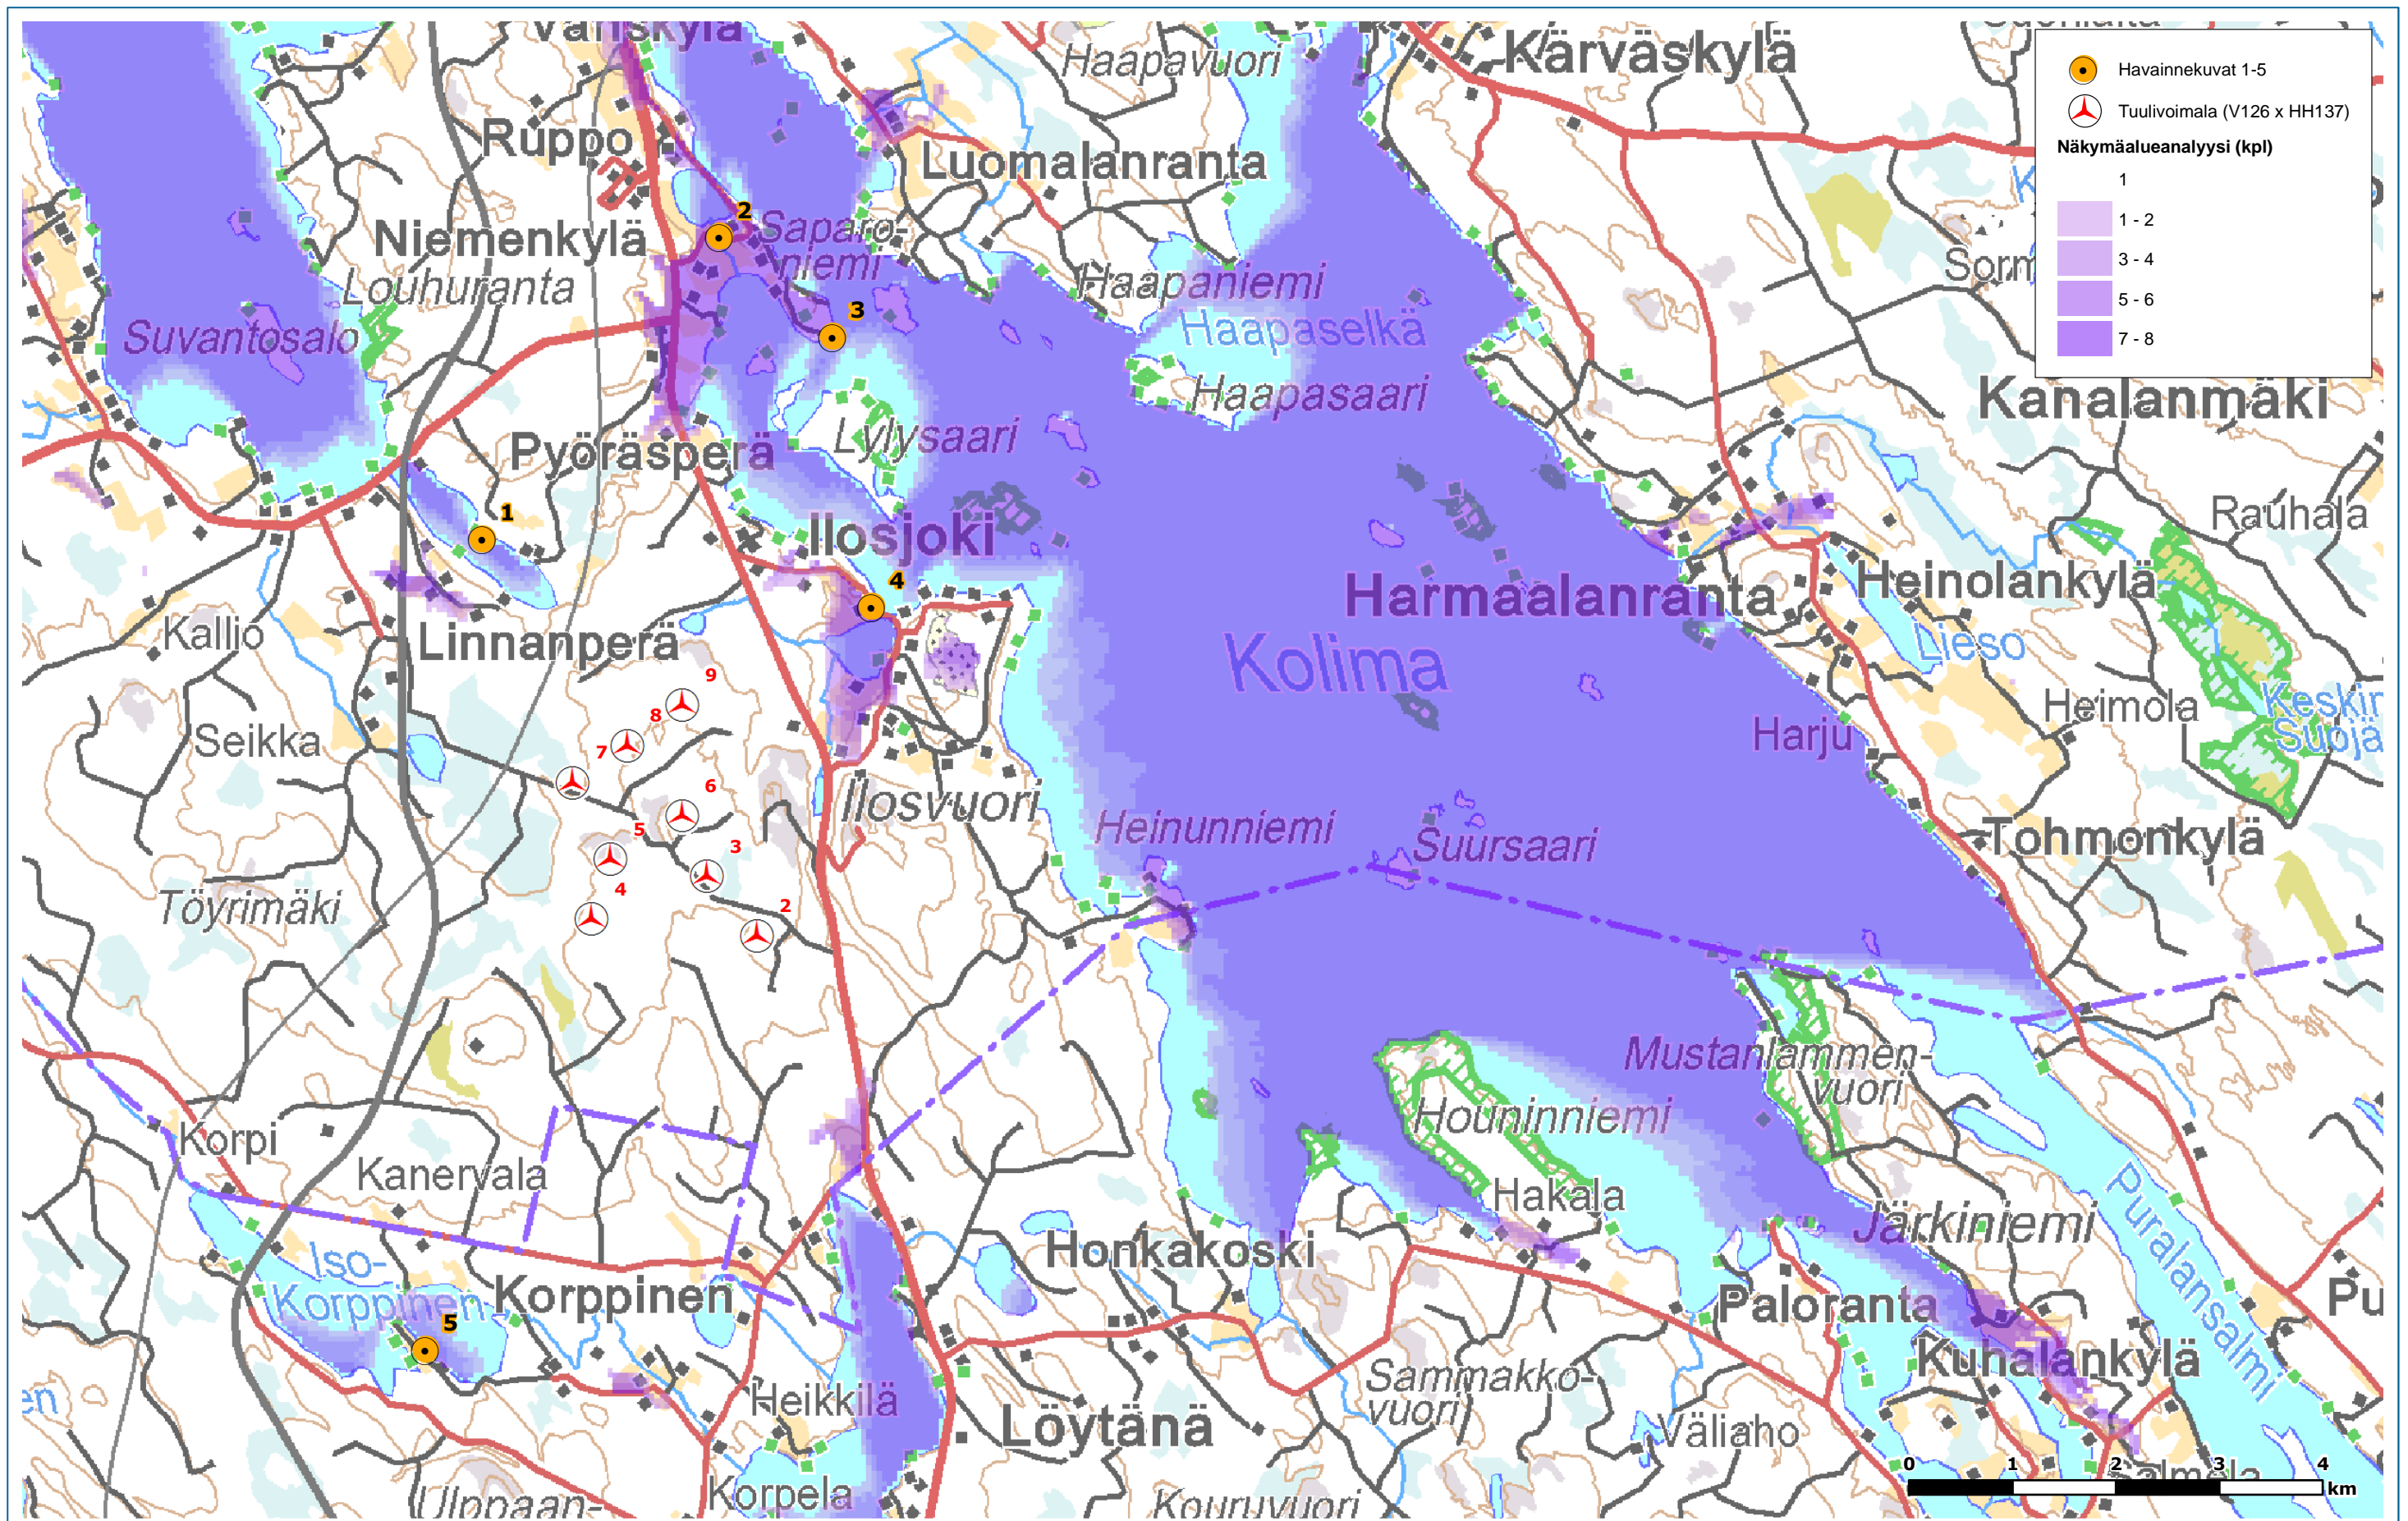 Haapavuori
Kärväskylä
Havainnekuvat 1-5
Tuulivoimala (V126 x HH137)
Näkymäalueanalyysi (kpl)
1
1 - 2
3 - 4
5 - 6
7 - 8
Ruppo
Luomalanranta
2
Niemenkylä
Saparo-
niemi
Louhuranta
Haapaniemi
3
Suvantosalo
Haapaselkä
Haapasaari
Kanalanmäki
Pyöräsperä
Lylysaari
Rauhala
1
Ilosjoki
4
Harmaalanranta
Heinolankylä
Kallio
Linnanperä
Lieso
Kolima
9
8
7
6
5
3
4
2
Seikka
Heimola
Harju
Ilosvuori
Heinunniemi
Suursaari
Tohmonkylä
Töyrimäki
Mustanlammen-
vuori
Houninniemi
Korpi
Kanervala
Hakala
Järkiniemi
Puralansalmi
Iso-
Korppinen
Korppinen
5
Honkakoski
Paloranta
Kuhalankylä
Heikkilä
Löytänä
Sammakko-
vuori
Väliaho
Korpela
Kouruvuori
0 1 2 3 4
km